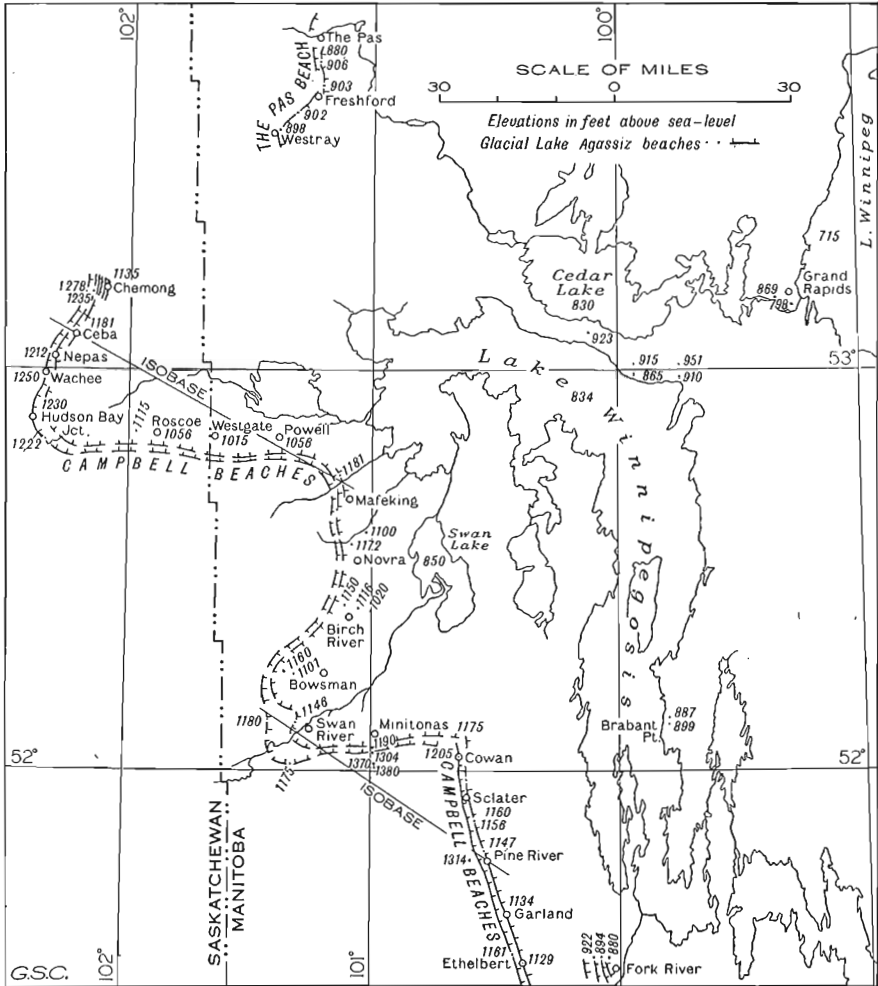 102°
100°
The Pas
880
906
903
Freshford
902
898
Westray
THE PAS BEACH
SCALE OF MILES
30 0 30
Elevations in feet above sea-level
Glacial Lake Agassiz beaches
L. Winnipeg
715
Cedar Lake
830
869
Grand Rapids
798
923
1135
1278
Chemong
1235
1181
Ceba
1212
Nepas
1250
Wachee
ISOBASE
1230
Hudson Bay Jct.
1222
1115
Roscoe
1056
Westgate
1015
Powell
1056
CAMPBELL BEACHES
1181
Mafeking
Lake Winnipegosis
834
915
951
865
910
53°
1100
1172
Novra
Swan Lake
850
1150
1116
1020
Birch River
1160
1101
Bowsman
1146
1180
Swan River
1175
Minitonas
1190
1175
1304
1370
1380
1205
Cowan
ISOBASE
52°
52°
Brabant Pt.
887
899
CAMPBELL BEACHES
Sclater
1160
1156
1147
1314
Pine River
1134
Garland
1161
Ethelbert
1129
922
894
880
Fork River
SASKATCHEWAN
MANITOBA
G.S.C.
102°
101°